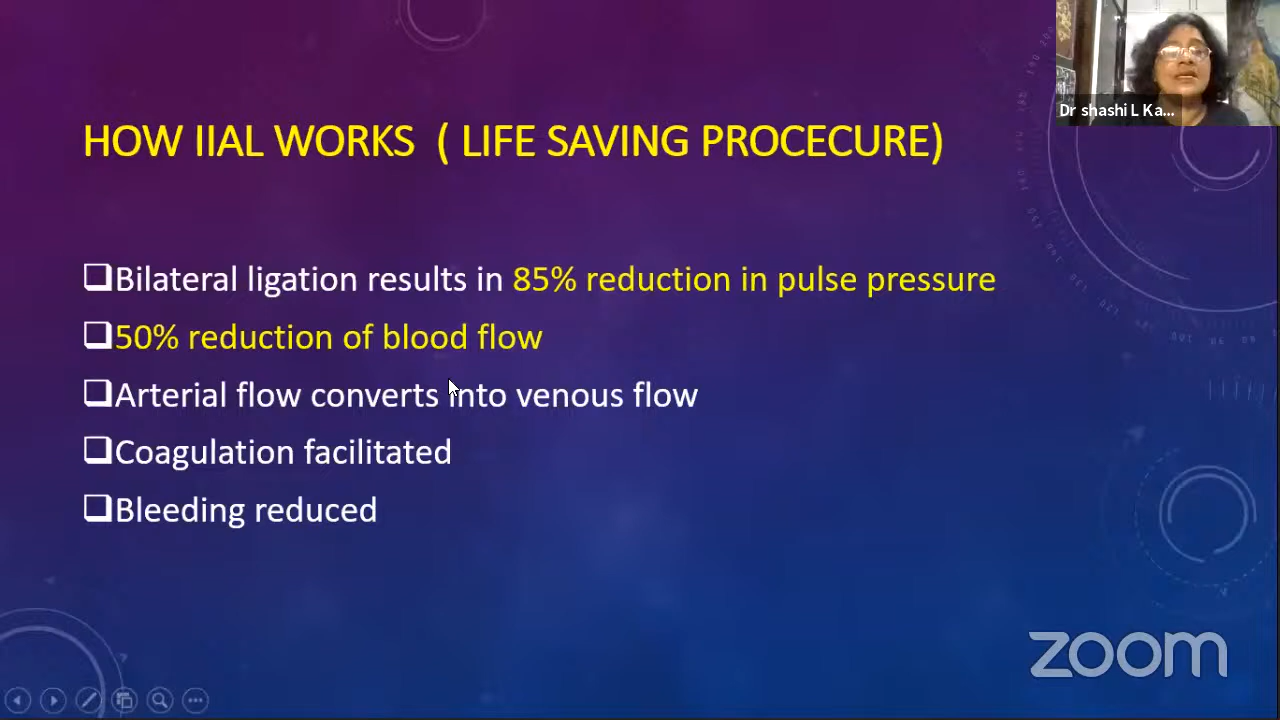 Dr shashi L Ka...
HOW IIAL WORKS ( LIFE SAVING PROCECURE)
❑Bilateral ligation results in 85% reduction in pulse pressure
❑50% reduction of blood flow
❑Arterial flow converts into venous flow
❑Coagulation facilitated
❑Bleeding reduced
zoom